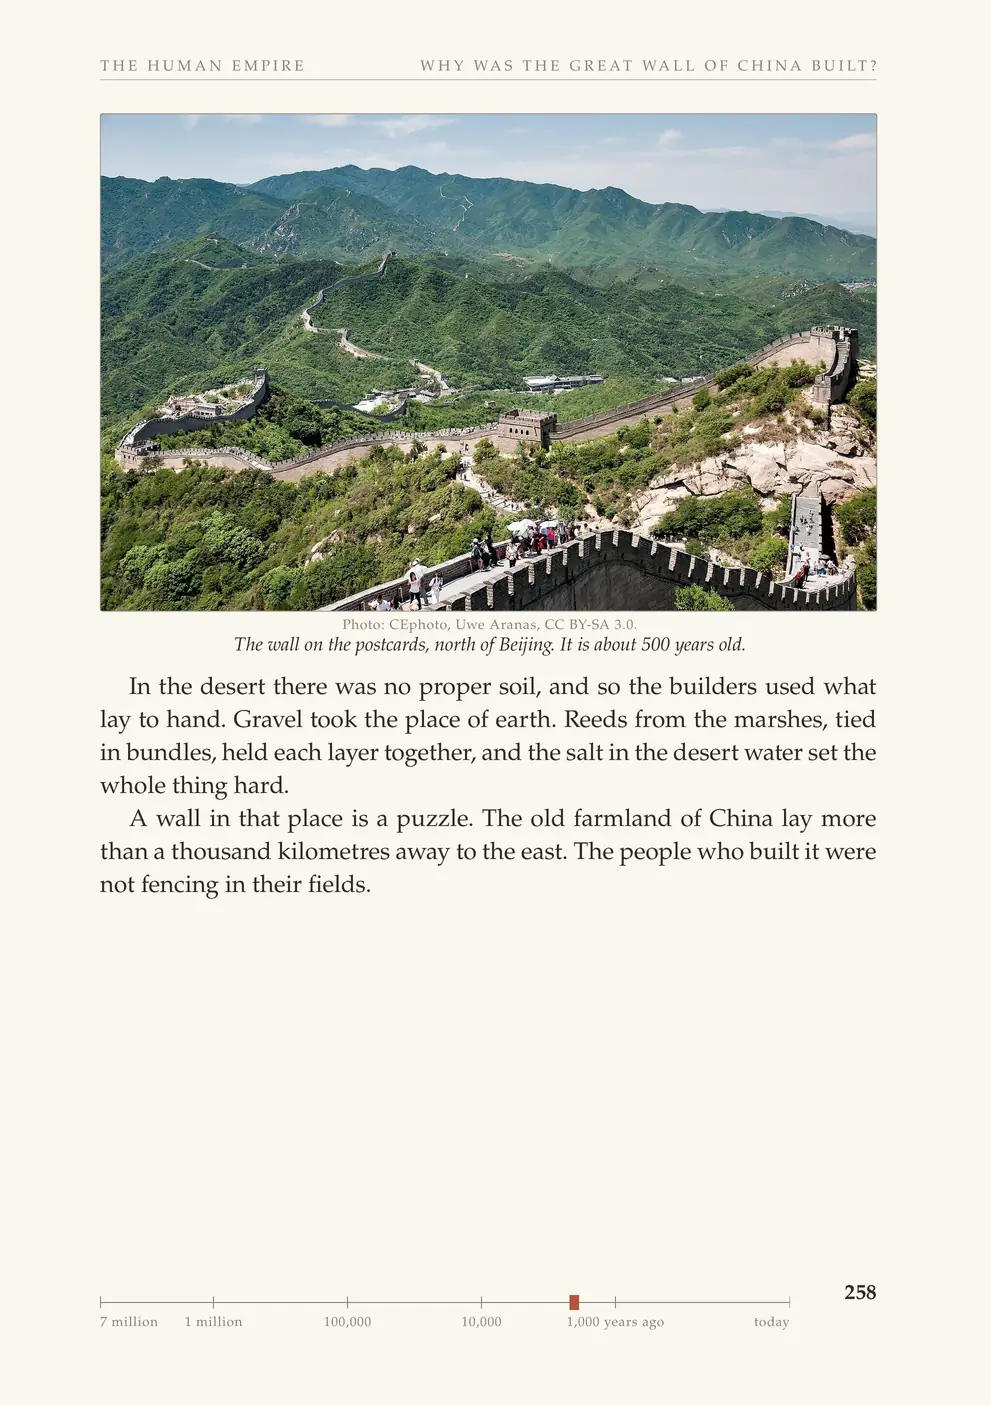 THE HUMAN EMPIRE
WHY WAS THE GREAT WALL OF CHINA BUILT?
Photo: CEphoto, Uwe Aranas, CC BY-SA 3.0.
The wall on the postcards, north of Beijing. It is about 500 years old.
In the desert there was no proper soil, and so the builders used what
lay to hand. Gravel took the place of earth. Reeds from the marshes, tied
in bundles, held each layer together, and the salt in the desert water set the
whole thing hard.
A wall in that place is a puzzle. The old farmland of China lay more
than a thousand kilometres away to the east. The people who built it were
not fencing in their fields.
258
7 million
1 million
100,000
10,000
1,000 years ago
today